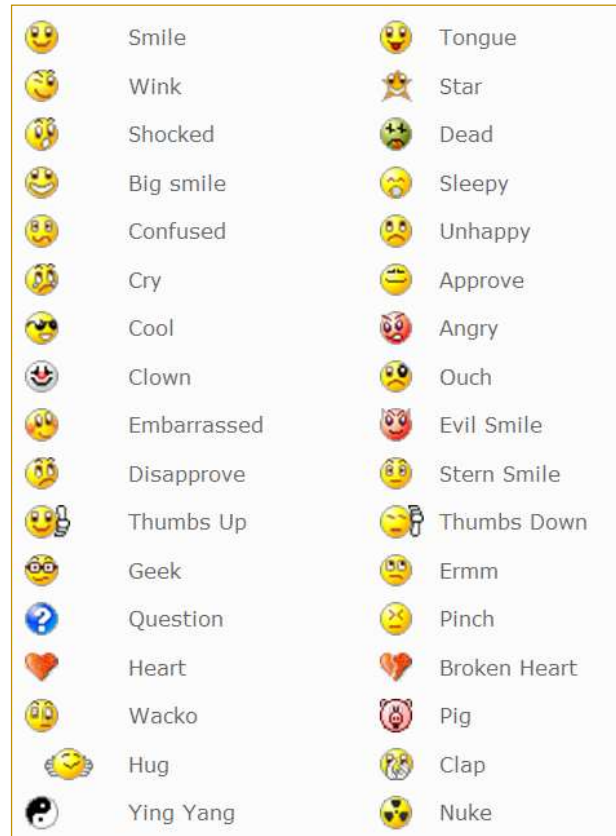 Smile Tongue
Wink Star
Shocked Dead
Big smile Sleepy
Confused Unhappy
Cry Approve
Cool Angry
Clown Ouch
Embarrassed Evil Smile
Disapprove Stern Smile
Thumbs Up Thumbs Down
Geek Ermm
Question Pinch
Heart Broken Heart
Wacko Pig
Hug Clap
Ying Yang Nuke